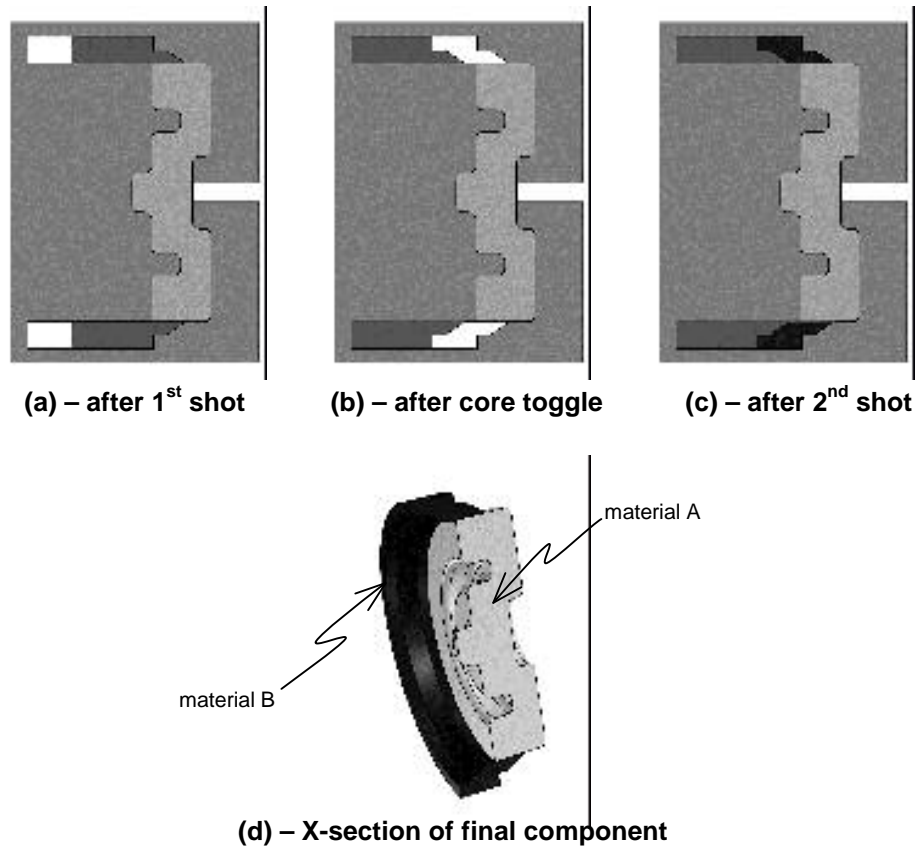 (a) – after 1st shot
(b) – after core toggle
(c) – after 2nd shot
material A
material B
(d) – X-section of final component